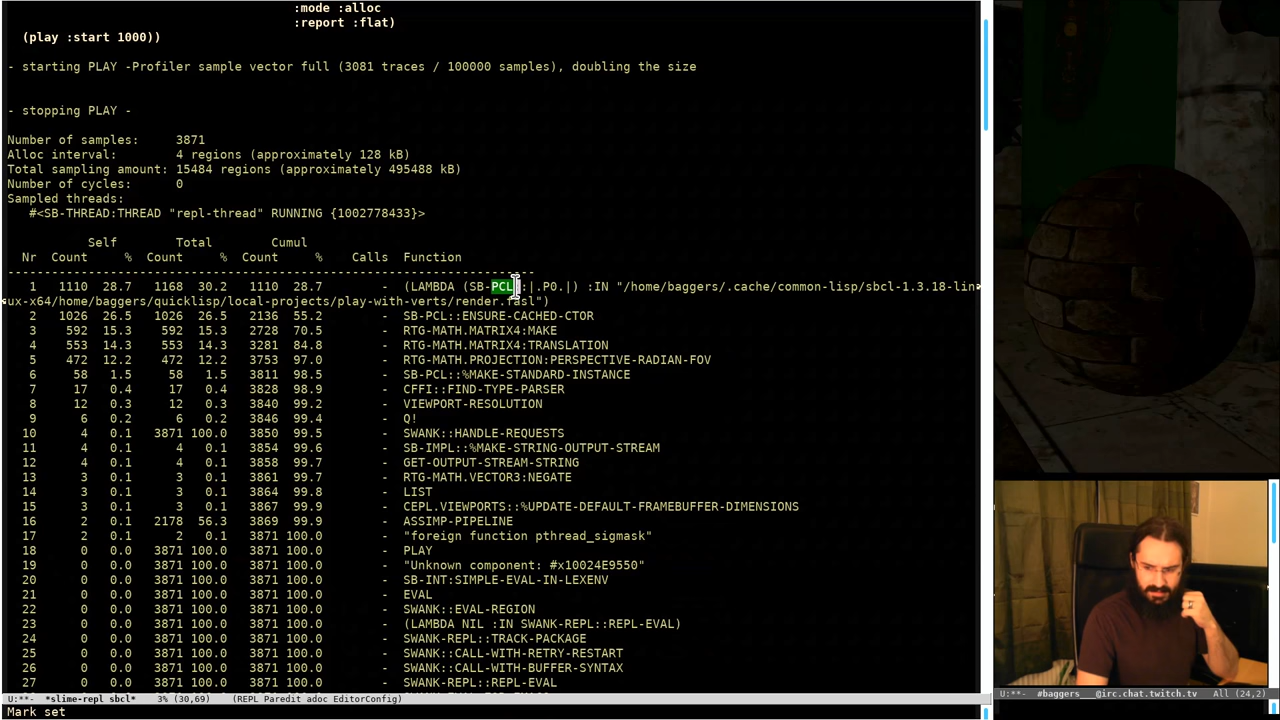 :mode :alloc
:report :flat)
(play :start 1000))
- starting PLAY -Profiler sample vector full (3081 traces / 100000 samples), doubling the size
- stopping PLAY -
Number of samples: 3871
Alloc interval: 4 regions (approximately 128 kB)
Total sampling amount: 15484 regions (approximately 495488 kB)
Number of cycles: 0
Sampled threads:
#<SB-THREAD:THREAD "repl-thread" RUNNING {1002778433}>
Self Total Cumul
Nr Count % Count % Count % Calls Function
------------------------------------------------------------------------
1 1110 28.7 1168 30.2 1110 28.7 - (LAMBDA (SB-PCL::|.P0.|) :IN "/home/baggers/.cache/common-lisp/sbcl-1.3.18-lin
ux-x64/home/baggers/quicklisp/local-projects/play-with-verts/render.fasl")
2 1026 26.5 1026 26.5 2136 55.2 - SB-PCL::ENSURE-CACHED-CTOR
3 592 15.3 592 15.3 2728 70.5 - RTG-MATH.MATRIX4:MAKE
4 553 14.3 553 14.3 3281 84.8 - RTG-MATH.MATRIX4:TRANSLATION
5 472 12.2 472 12.2 3753 97.0 - RTG-MATH.PROJECTION:PERSPECTIVE-RADIAN-FOV
6 58 1.5 58 1.5 3811 98.5 - SB-PCL::%MAKE-STANDARD-INSTANCE
7 17 0.4 17 0.4 3828 98.9 - CFFI::FIND-TYPE-PARSER
8 12 0.3 12 0.3 3840 99.2 - VIEWPORT-RESOLUTION
9 6 0.2 6 0.2 3846 99.4 - Q!
10 4 0.1 3871 100.0 3850 99.5 - SWANK::HANDLE-REQUESTS
11 4 0.1 4 0.1 3854 99.6 - SB-IMPL::%MAKE-STRING-OUTPUT-STREAM
12 4 0.1 4 0.1 3858 99.7 - GET-OUTPUT-STREAM-STRING
13 3 0.1 3 0.1 3861 99.7 - RTG-MATH.VECTOR3:NEGATE
14 3 0.1 3 0.1 3864 99.8 - LIST
15 3 0.1 3 0.1 3867 99.9 - CEPL.VIEWPORTS::%UPDATE-DEFAULT-FRAMEBUFFER-DIMENSIONS
16 2 0.1 2178 56.3 3869 99.9 - ASSIMP-PIPELINE
17 2 0.1 2 0.1 3871 100.0 - "foreign function pthread_sigmask"
18 0 0.0 3871 100.0 3871 100.0 - PLAY
19 0 0.0 3871 100.0 3871 100.0 - "Unknown component: #x10024E9550"
20 0 0.0 3871 100.0 3871 100.0 - SB-INT:SIMPLE-EVAL-IN-LEXENV
21 0 0.0 3871 100.0 3871 100.0 - EVAL
22 0 0.0 3871 100.0 3871 100.0 - SWANK::EVAL-REGION
23 0 0.0 3871 100.0 3871 100.0 - (LAMBDA NIL :IN SWANK-REPL::REPL-EVAL)
24 0 0.0 3871 100.0 3871 100.0 - SWANK-REPL::TRACK-PACKAGE
25 0 0.0 3871 100.0 3871 100.0 - SWANK::CALL-WITH-RETRY-RESTART
26 0 0.0 3871 100.0 3871 100.0 - SWANK::CALL-WITH-BUFFER-SYNTAX
27 0 0.0 3871 100.0 3871 100.0 - SWANK-REPL::REPL-EVAL
U:**- *slime-repl sbcl* 3% (30,69) (REPL Paredit adoc EditorConfig)
Mark set
U:**- #baggers___@irc.chat.twitch.tv All (24,2)